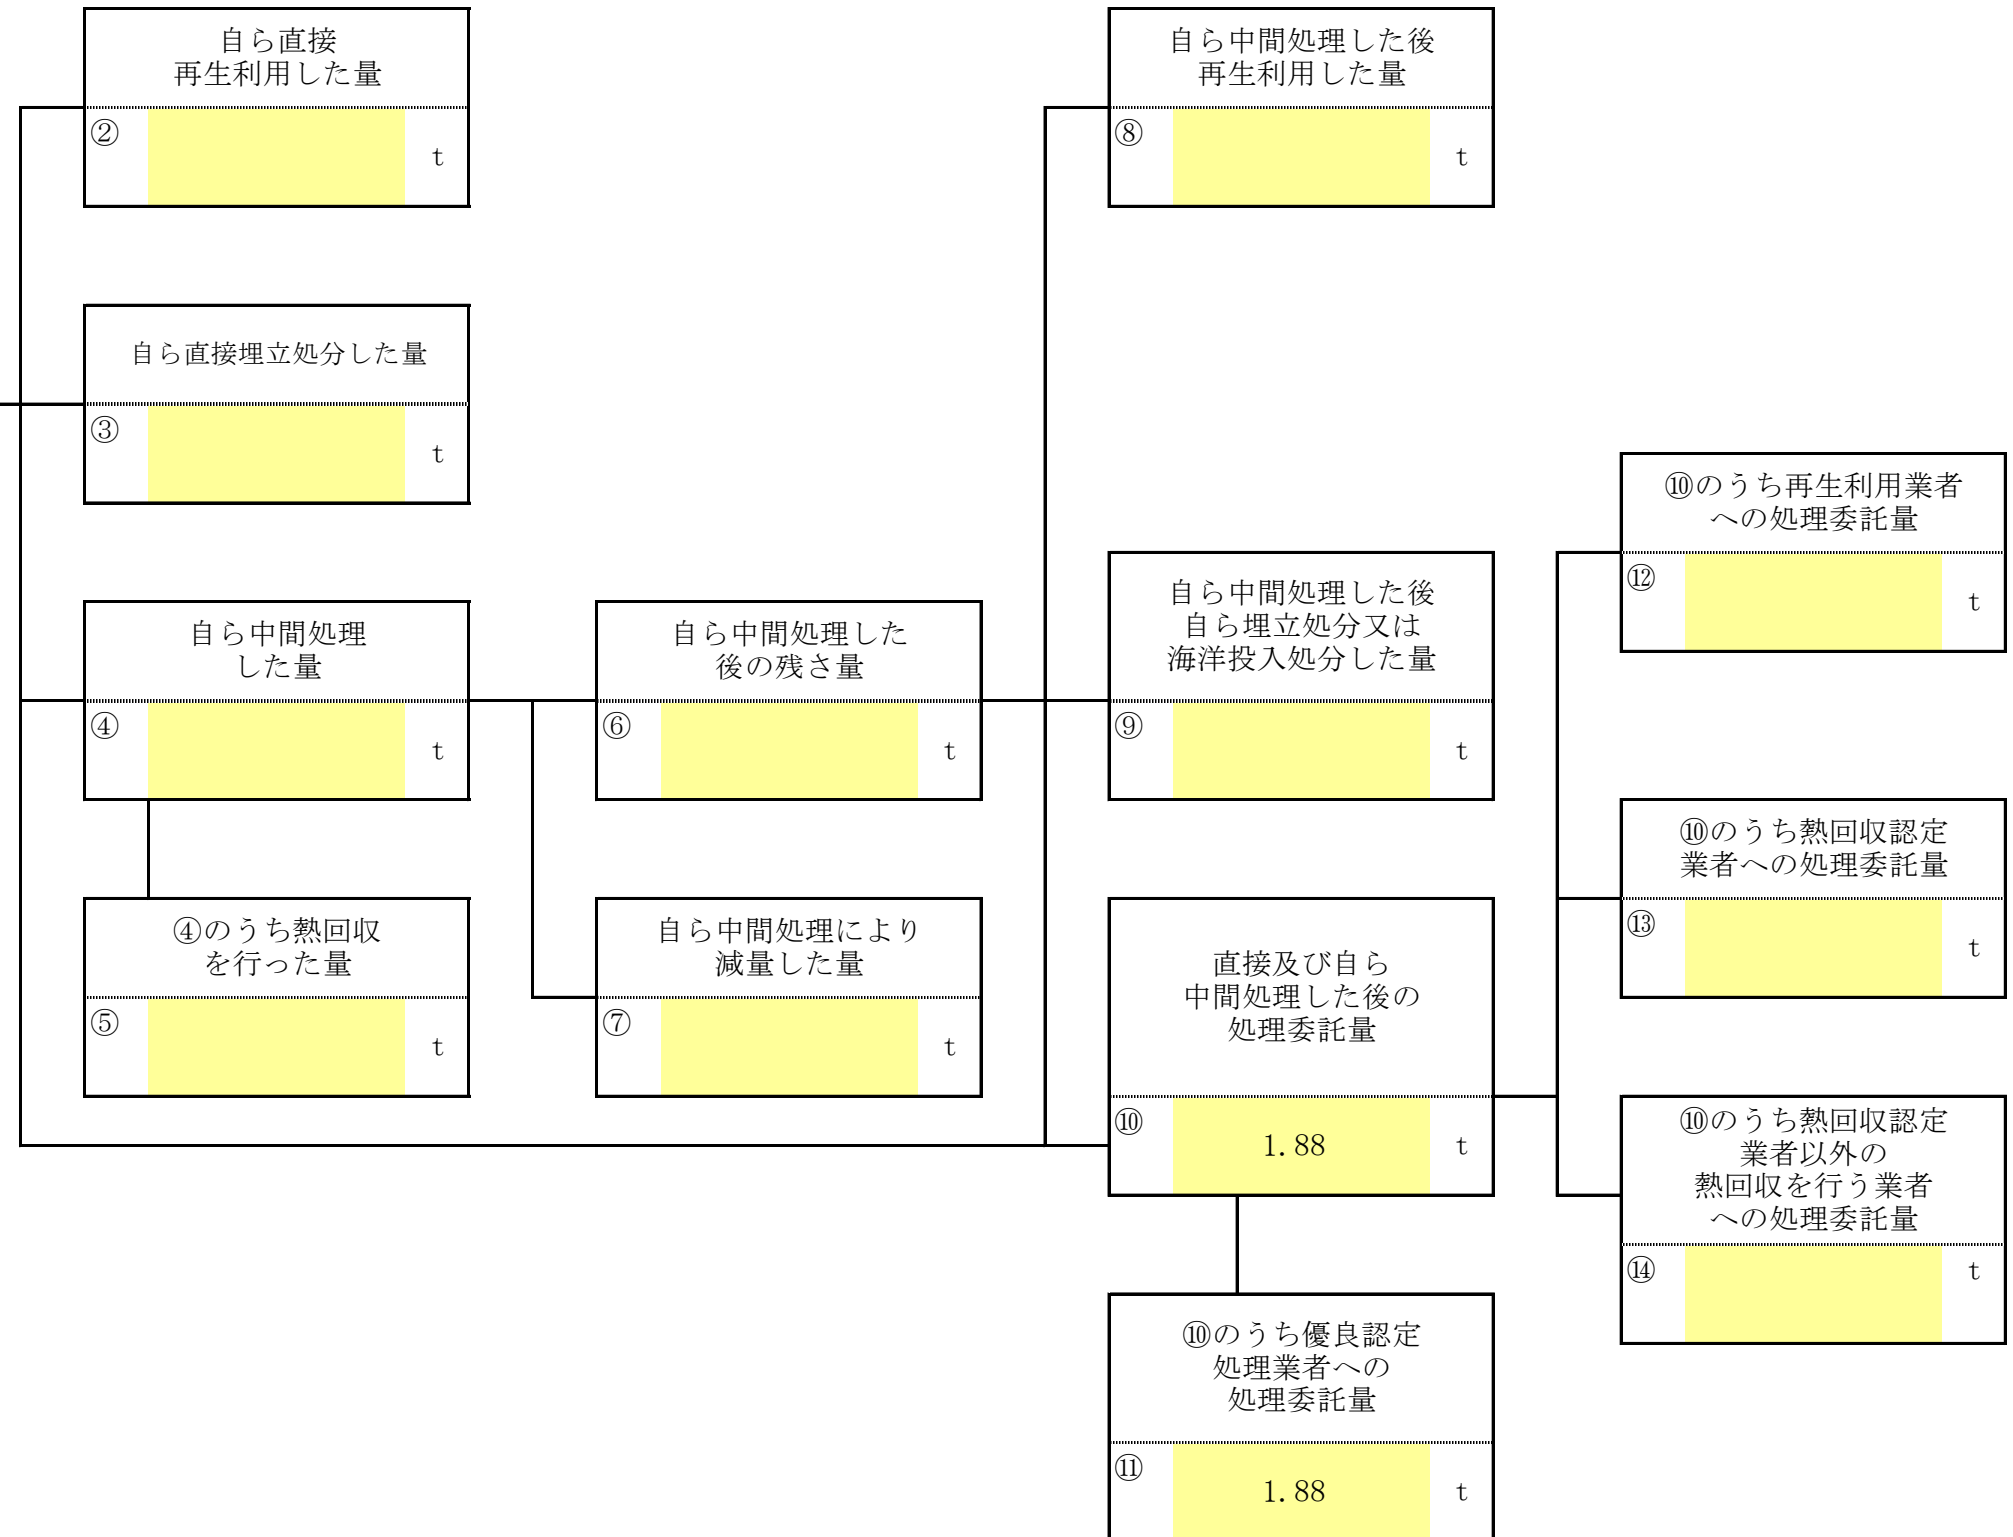 自ら直接
再生利用した量
②
t
自ら中間処理した後
再生利用した量
⑧
t
自ら直接埋立処分した量
③
t
⑩のうち再生利用業者
への処理委託量
⑫
t
自ら中間処理
した量
④
t
自ら中間処理した
後の残さ量
⑥
t
自ら中間処理した後
自ら埋立処分又は
海洋投入処分した量
⑨
t
⑩のうち熱回収認定
業者への処理委託量
⑬
t
④のうち熱回収
を行った量
⑤
t
自ら中間処理により
減量した量
⑦
t
直接及び自ら
中間処理した後の
処理委託量
⑩
1.88
t
⑩のうち熱回収認定
業者以外の
熱回収を行う業者
への処理委託量
⑭
t
⑩のうち優良認定
処理業者への
処理委託量
⑪
1.88
t